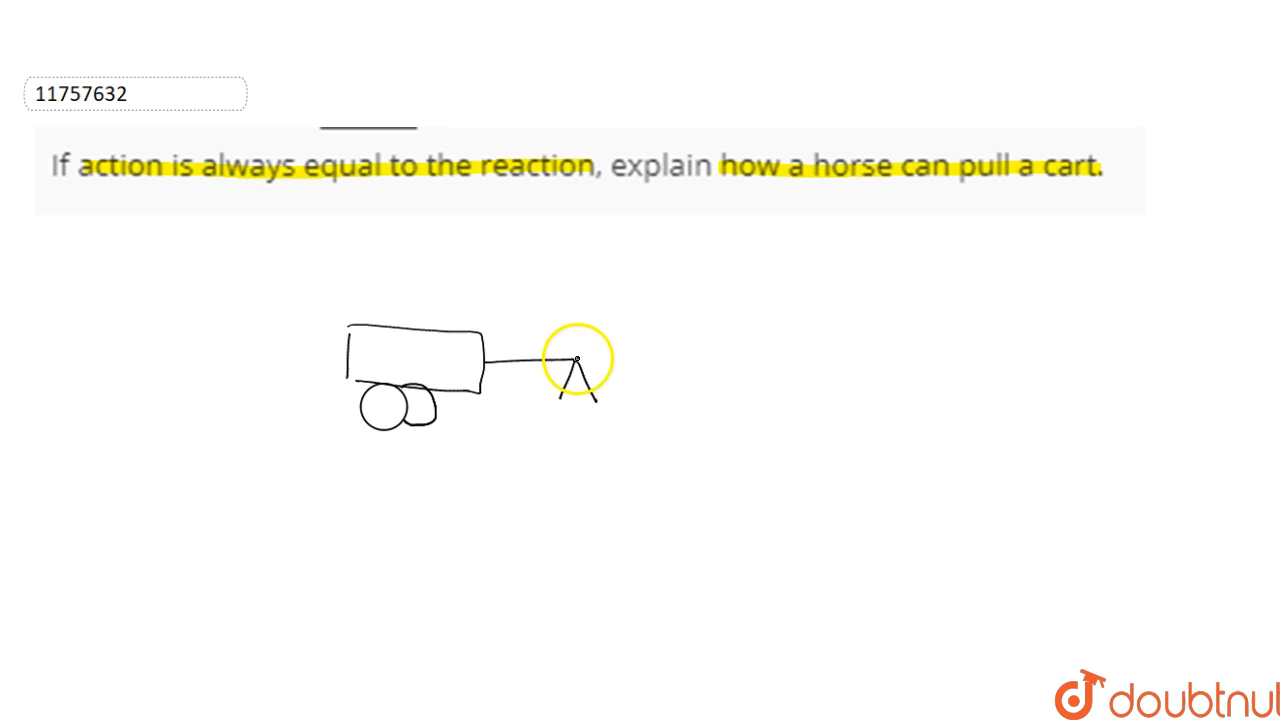 11757632
If action is always equal to the reaction, explain how a horse can pull a cart.
doubtnut